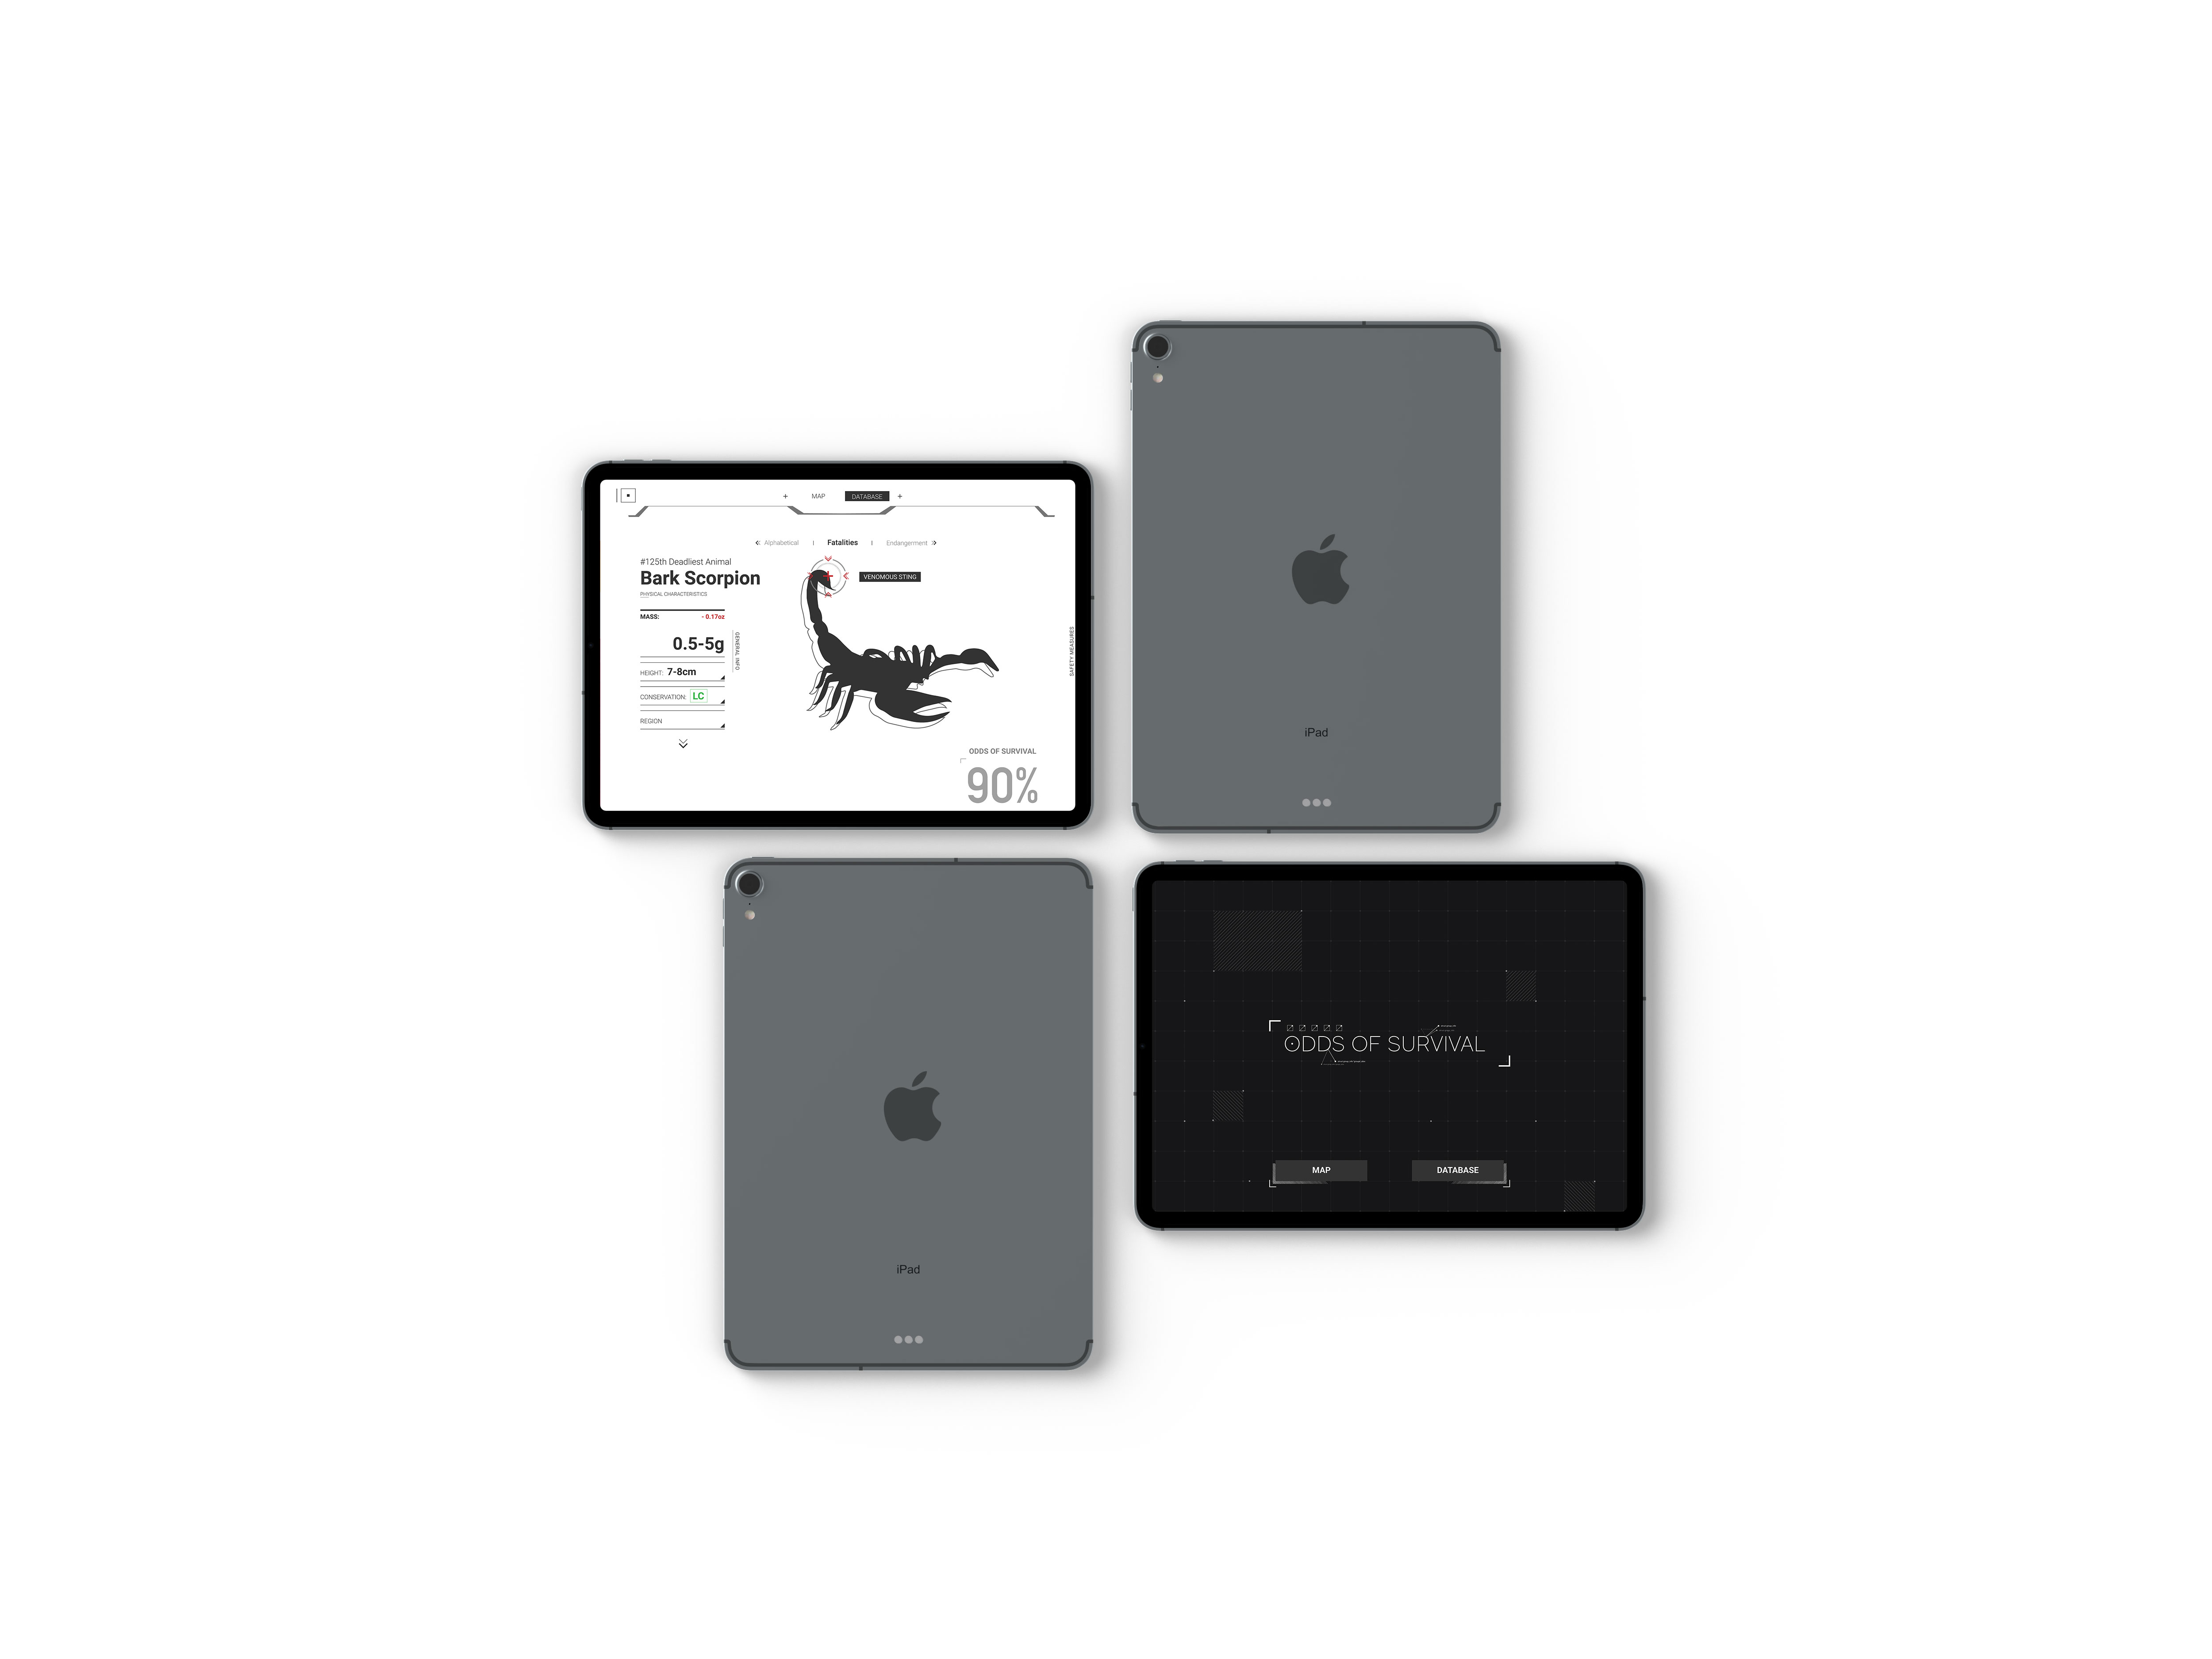 MAP
DATABASE
Alphabetical
Fatalities
Endangerment
#125th Deadliest Animal
Bark Scorpion
PHYSICAL CHARACTERISTICS
MASS: - 0.17oz
0.5-5g
HEIGHT: 7-8cm
CONSERVATION: LC
REGION
GENERAL INFO
VENOMOUS STING
SAFETY MEASURES
ODDS OF SURVIVAL
90%
iPad
iPad
ODDS OF SURVIVAL
MAP
DATABASE